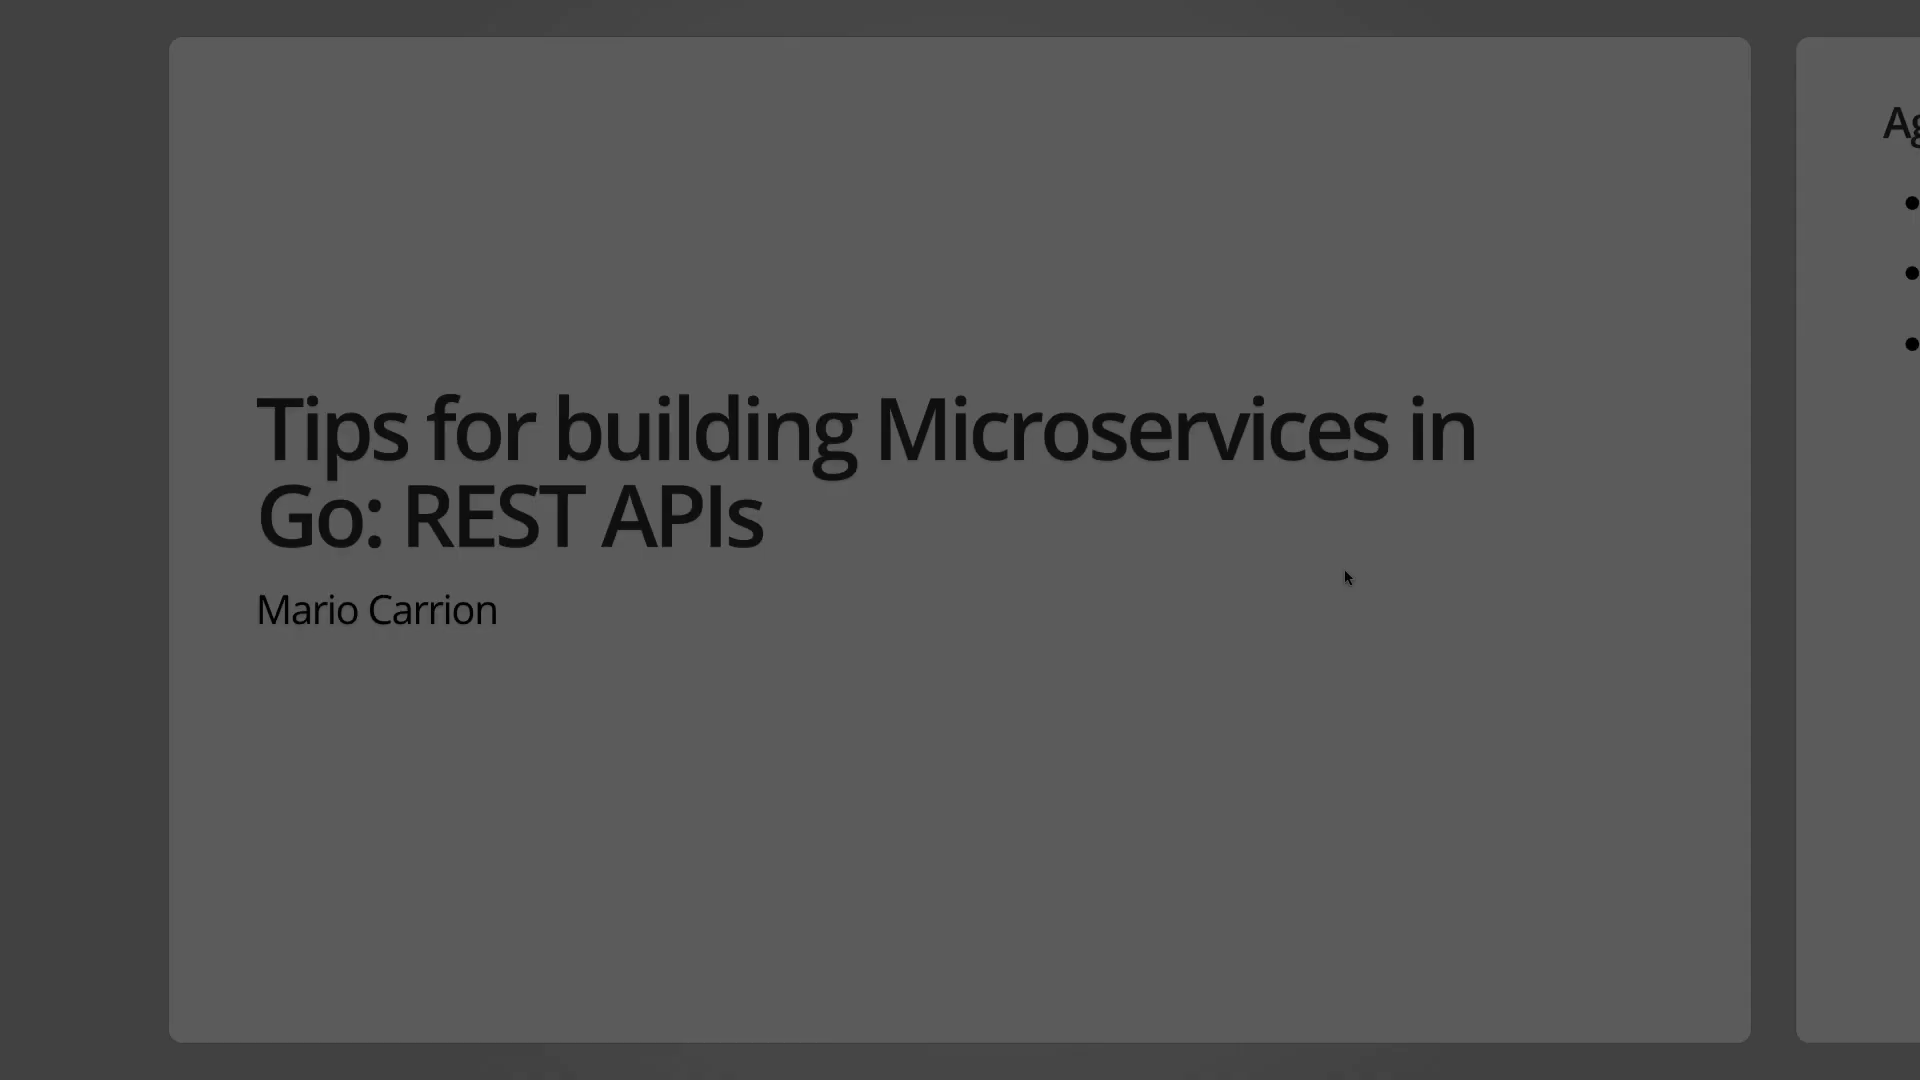 Tips for building Microservices in
Go: REST APIs
Mario Carrion